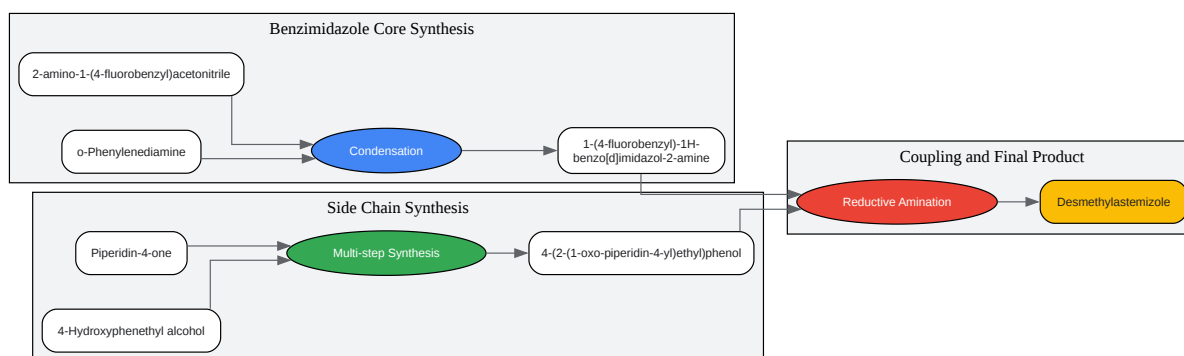 Benzimidazole Core Synthesis
2-amino-1-(4-fluorobenzyl)acetonitrile
o-Phenylenediamine
Condensation
1-(4-fluorobenzyl)-1H-
benzo[d]imidazol-2-amine
Coupling and Final Product
Reductive Amination
Desmethylastemizole
Side Chain Synthesis
Piperidin-4-one
Multi-step Synthesis
4-(2-(1-oxo-piperidin-4-yl)ethyl)phenol
4-Hydroxyphenethyl alcohol